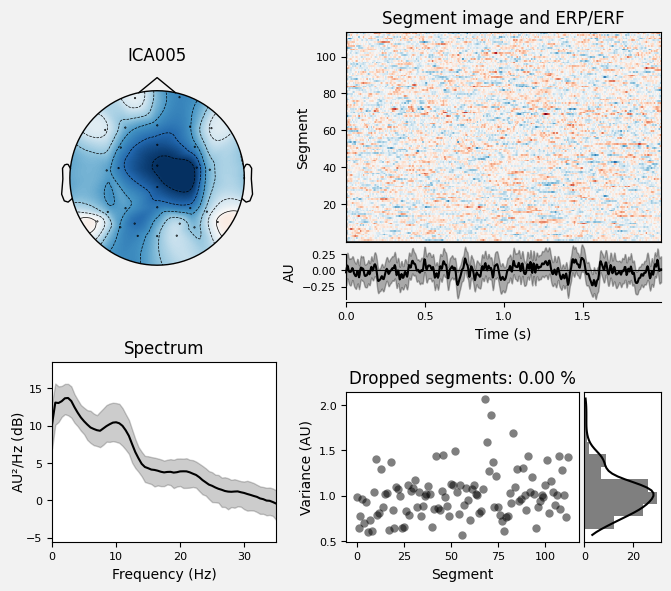 ICA005
Segment image and ERP/ERF
Segment
100
80
60
40
20
AU
0.25
0.00
−0.25
0.0 0.5 1.0 1.5
Time (s)
Spectrum
AU²/Hz (dB)
15
10
5
0
−5
0 10 20 30
Frequency (Hz)
Dropped segments: 0.00 %
Variance (AU)
2.0
1.5
1.0
0.5
0 25 50 75 100
Segment
0 20